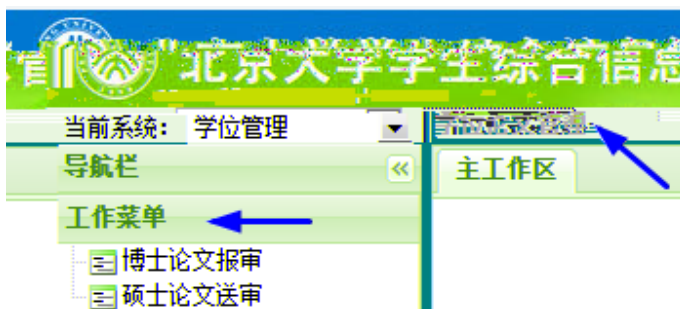 北京大学学生综合信息
当前系统： 学位管理
导航栏
主工作区
工作菜单
博士论文报审
硕士论文送审